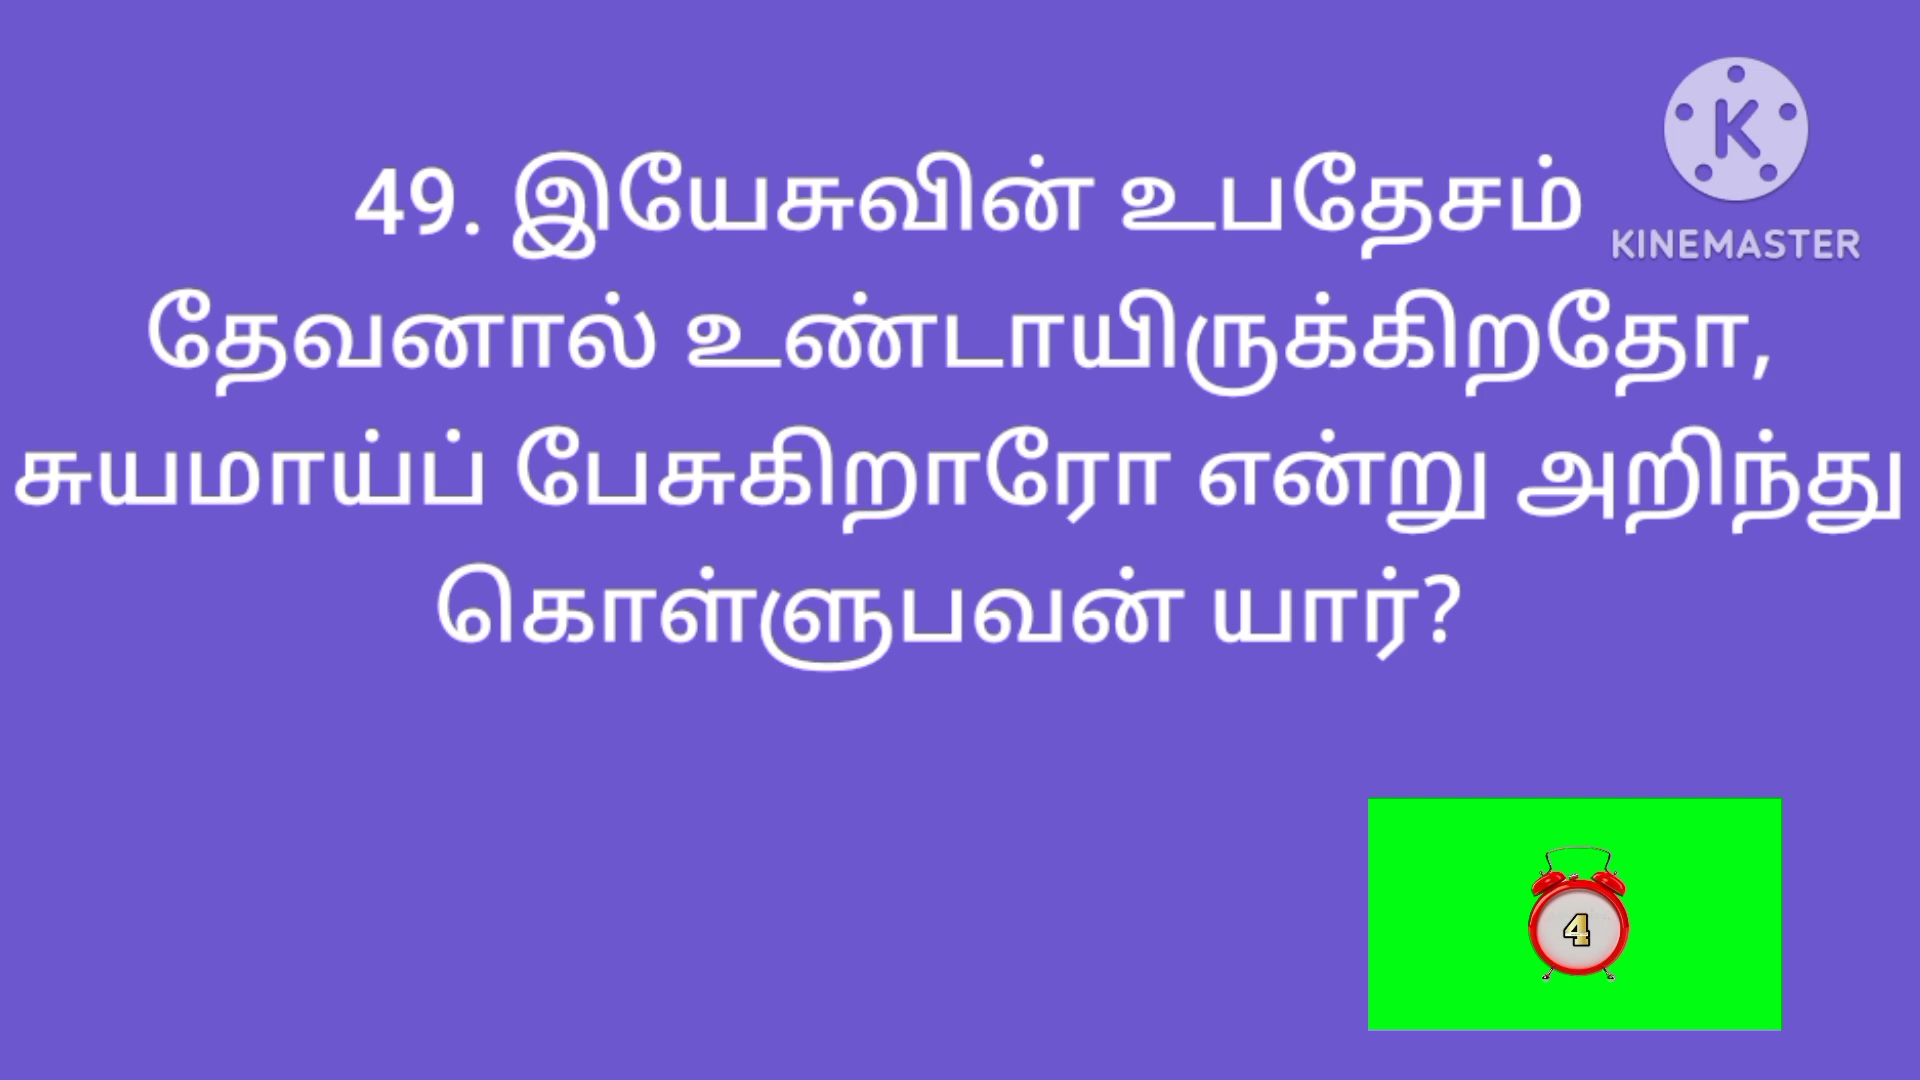 49. இயேசுவின் உபதேசம்
தேவனால் உண்டாயிருக்கிறதோ,
சுயமாய்ப் பேசுகிறாரோ என்று அறிந்து
கொள்ளுபவன் யார்?
K
KINEMASTER
4